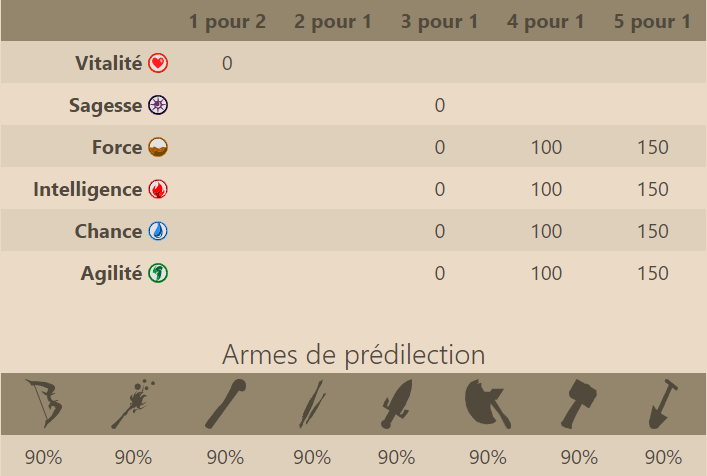 1 pour 2 2 pour 1 3 pour 1 4 pour 1 5 pour 1
Vitalité 0
Sagesse 0
Force 0 100 150
Intelligence 0 100 150
Chance 0 100 150
Agilité 0 100 150
Armes de prédilection
90% 90% 90% 90% 90% 90% 90% 90%